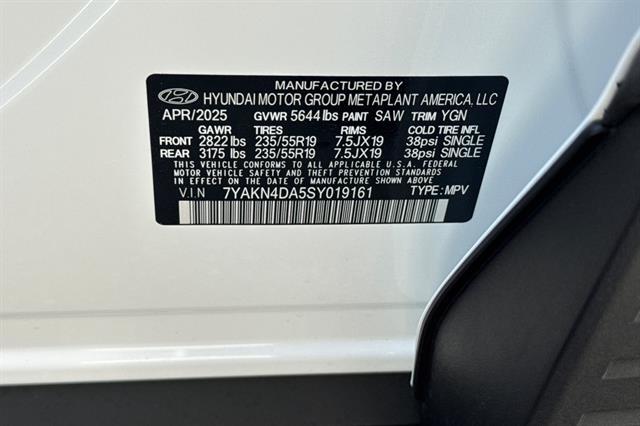 MANUFACTURED BY
HYUNDAI MOTOR GROUP METAPLANT AMERICA, LLC
APR/2025 GVWR 5644 lbs PAINT SAW TRIM YGN
GAWR TIRES RIMS COLD TIRE INFL
FRONT 2822 lbs 235/55R19 7.5JX19 38psi SINGLE
REAR 3175 lbs 235/55R19 7.5JX19 38psi SINGLE
THIS VEHICLE CONFORMS TO ALL APPLICABLE U.S.A. FEDERAL
MOTOR VEHICLE SAFETY, BUMPER, AND THEFT PREVENTION
STANDARDS IN EFFECT ON THE DATE OF MANUFACTURE SHOWN ABOVE.
V.I.N 7YAKN4DA5SY019161 TYPE: MPV